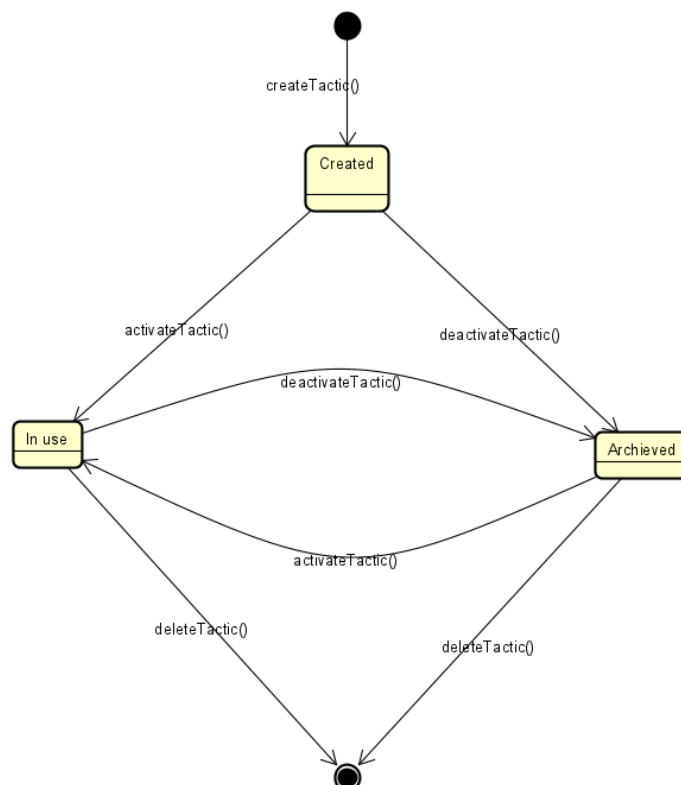 createTactic()
Created
activateTactic()
deactivateTactic()
deactivateTactic()
In use
Archieved
activateTactic()
deleteTactic()
deleteTactic()